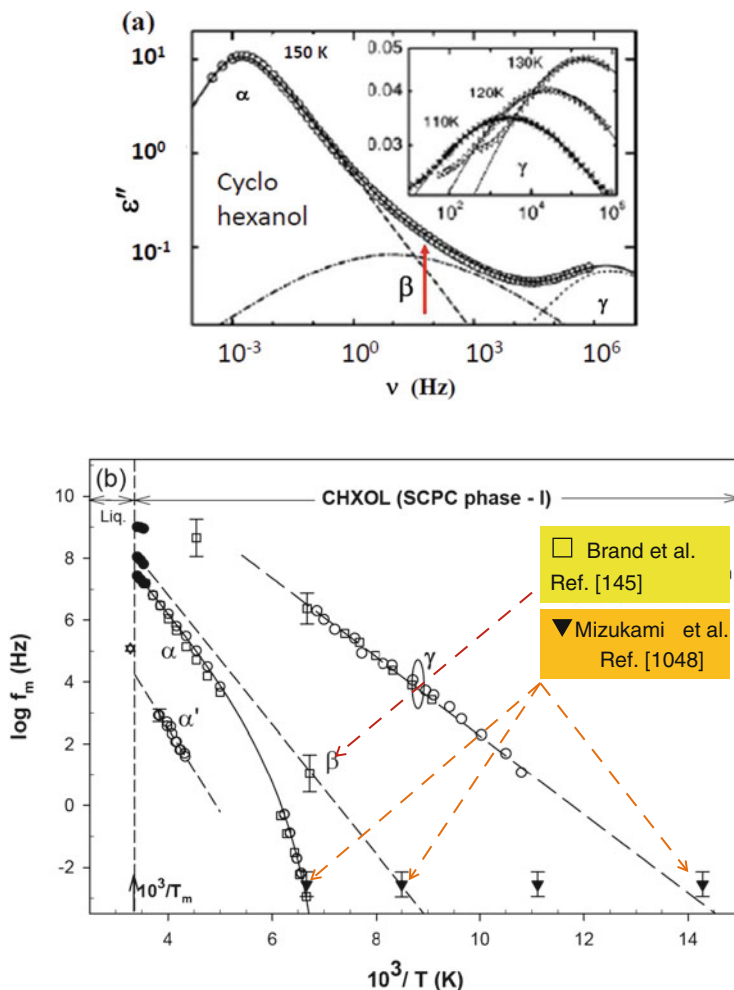 (a)
10¹
10⁰
10⁻¹
ε″
150 K
α
Cyclo
hexanol
β
γ
0.05
0.04
0.03
130K
120K
110K
γ
10² 10⁴ 10⁶
10⁻³ 10⁰ 10³ 10⁶
ν (Hz)
(b)
CHXOL (SCPC phase - I)
Liq.
10
8
6
4
2
0
-2
log f_m (Hz)
α
α'
β
γ
□ Brand et al.
Ref. [145]
▼Mizukami et al.
Ref. [1048]
10³/T_m
4 6 8 10 12 14
10³/ T (K)